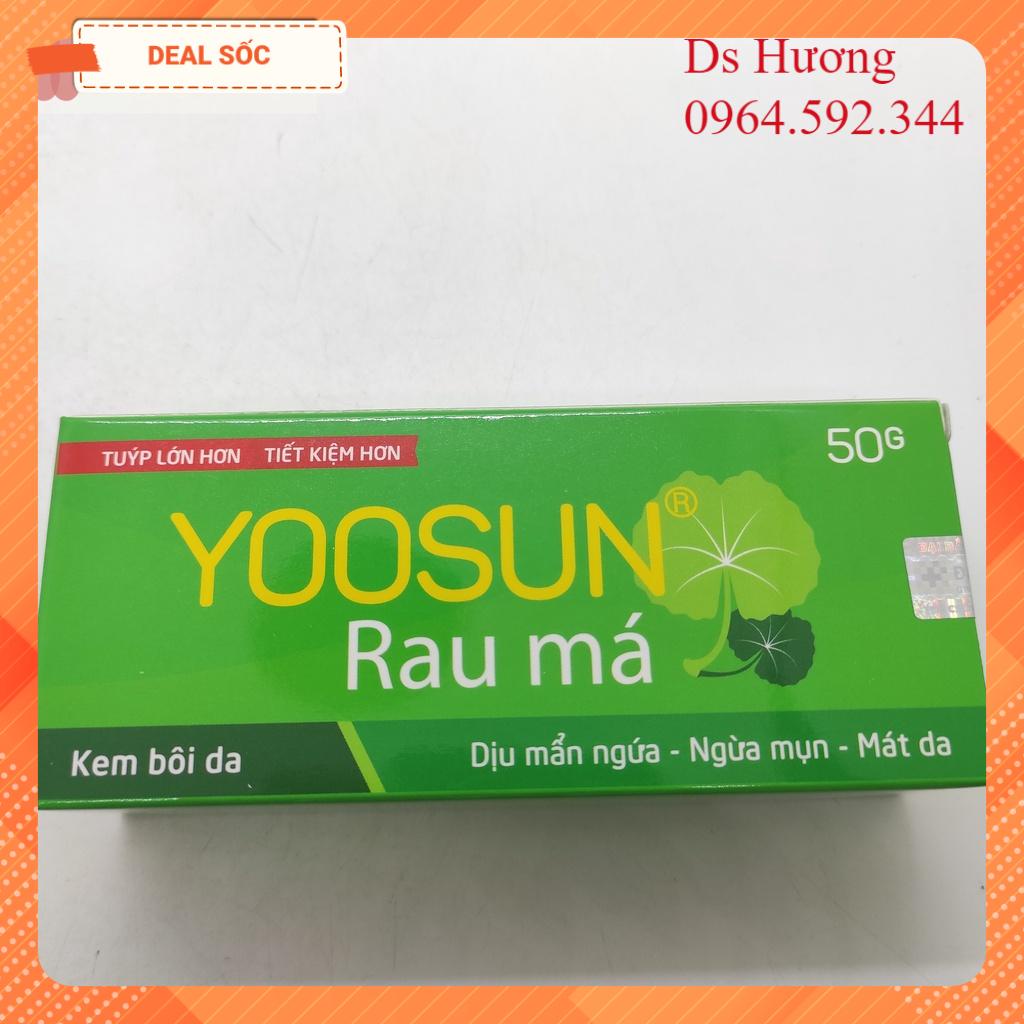 DEAL SỐC
Ds Hương
0964.592.344
TUÝP LỚN HƠN TIẾT KIỆM HƠN
50G
YOOSUN®
Rau má
Kem bôi da
Dịu mẩn ngứa - Ngừa mụn - Mát da